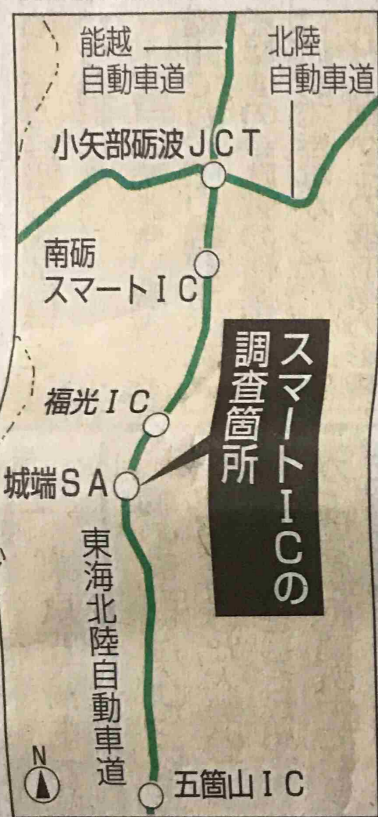 能越
自動車道
北陸
自動車道
小矢部砺波JCT
南砺
スマートIC
スマートICの
調査箇所
福光IC
城端SA
東海北陸自動車道
五箇山IC
N